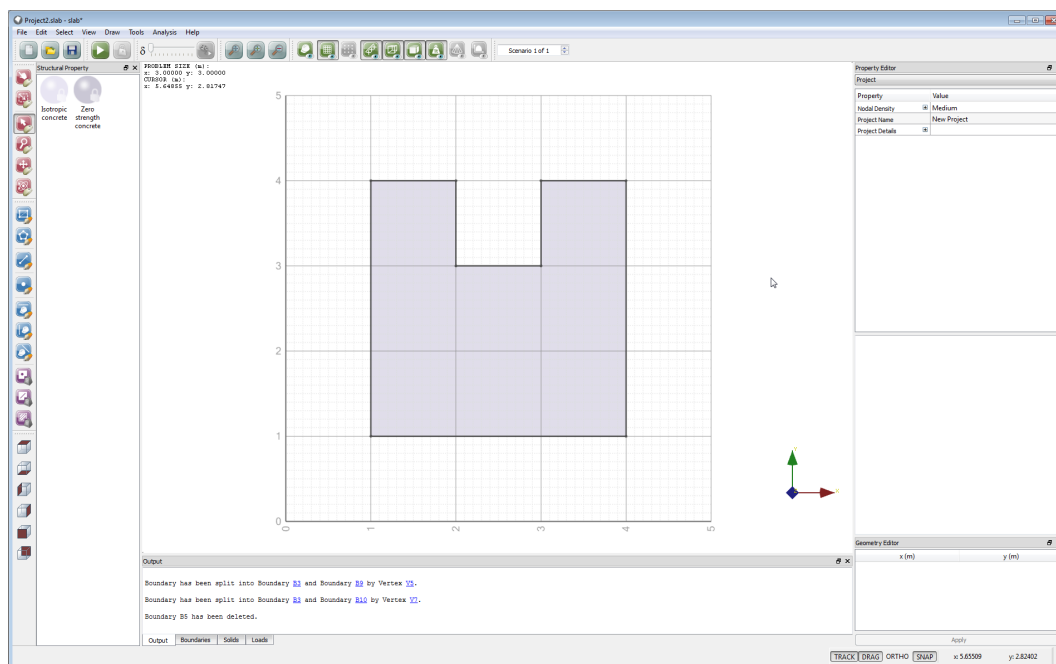 Project2.slab - slab*
File Edit Select View Draw Tools Analysis Help
δ
Scenario 1 of 1
Structural Property
Isotropic
concrete
Zero
strength
concrete
PROBLEM SIZE (m):
x: 3.00000 y: 3.00000
CURSOR (m):
x: 5.64855 y: 2.81747
5
4
3
2
1
0
0 1 2 3 4 5
Property Editor
Project
Property Value
Nodal Density Medium
Project Name New Project
Project Details
Geometry Editor
x (m) y (m)
Apply
Output
Boundary has been split into Boundary B3 and Boundary B9 by Vertex V5.
Boundary has been split into Boundary B3 and Boundary B10 by Vertex V7.
Boundary B5 has been deleted.
Output Boundaries Solids Loads
TRACK DRAG ORTHO SNAP x: 5.65509 y: 2.82402